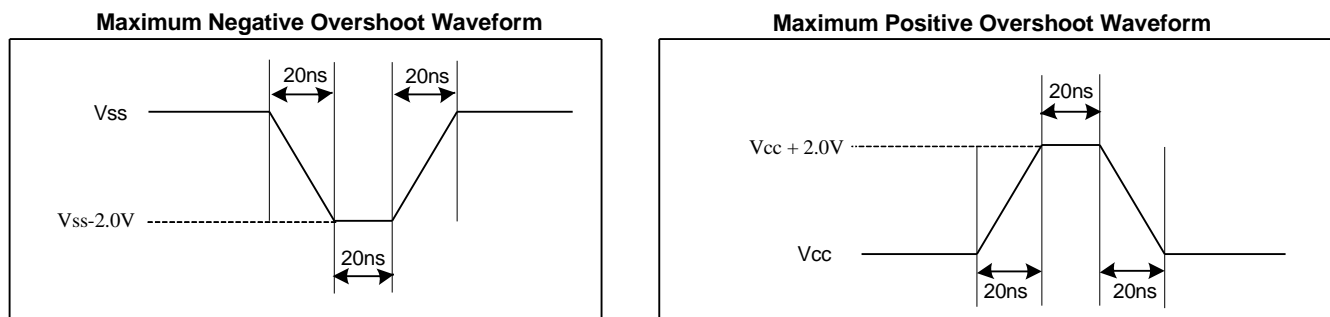 Maximum Negative Overshoot Waveform
20ns
20ns
Vss
Vss-2.0V
20ns
Maximum Positive Overshoot Waveform
20ns
Vcc + 2.0V
Vcc
20ns
20ns